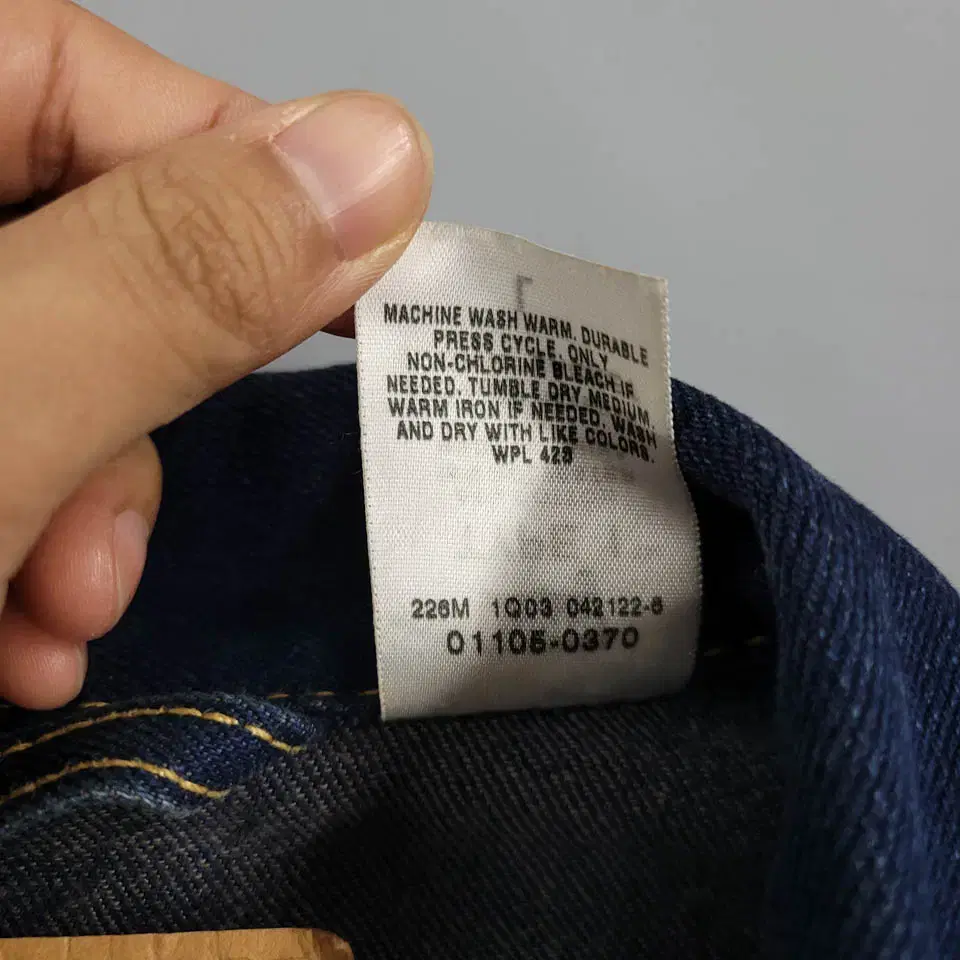 L
MACHINE WASH WARM. DURABLE
PRESS CYCLE. ONLY
NON-CHLORINE BLEACH IF
NEEDED. TUMBLE DRY MEDIUM.
WARM IRON IF NEEDED. WASH
AND DRY WITH LIKE COLORS.
WPL 423
226M 1Q03 042122-6
01105-0370